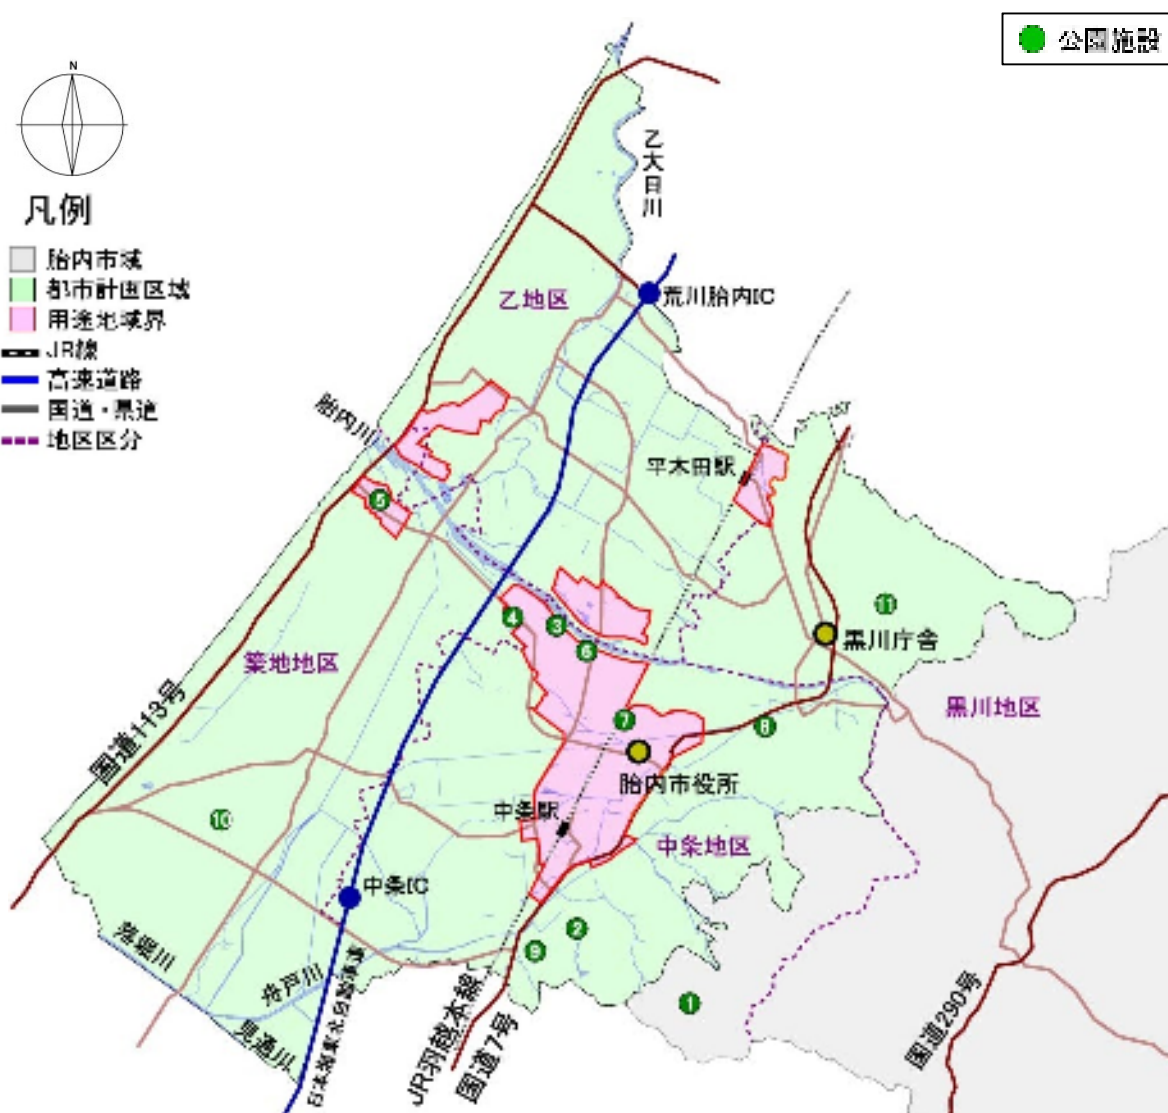 公園施設
N
凡例
胎内市域
都市計画区域
用途地域界
JR線
高速道路
国道・県道
地区区分
乙大日川
乙地区
荒川胎内IC
胎内川
平木田駅
5
4
3
6
11
黒川庁舎
築地地区
黒川地区
国道113号
7
8
胎内市役所
中条駅
中条地区
10
中条IC
2
9
1
落堀川
舟戸川
見透川
日本海東北自動車道
JR羽越本線
国道7号
国道290号